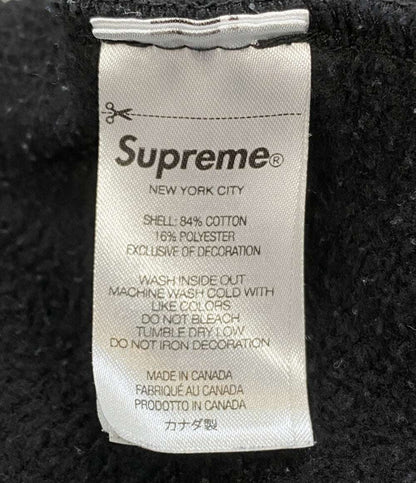 Supreme®
NEW YORK CITY
SHELL: 84% COTTON
16% POLYESTER
EXCLUSIVE OF DECORATION
WASH INSIDE OUT
MACHINE WASH COLD WITH
LIKE COLORS
DO NOT BLEACH
TUMBLE DRY LOW
DO NOT IRON DECORATION
MADE IN CANADA
FABRIQUÉ AU CANADA
PRODOTTO IN CANADA
カナダ製